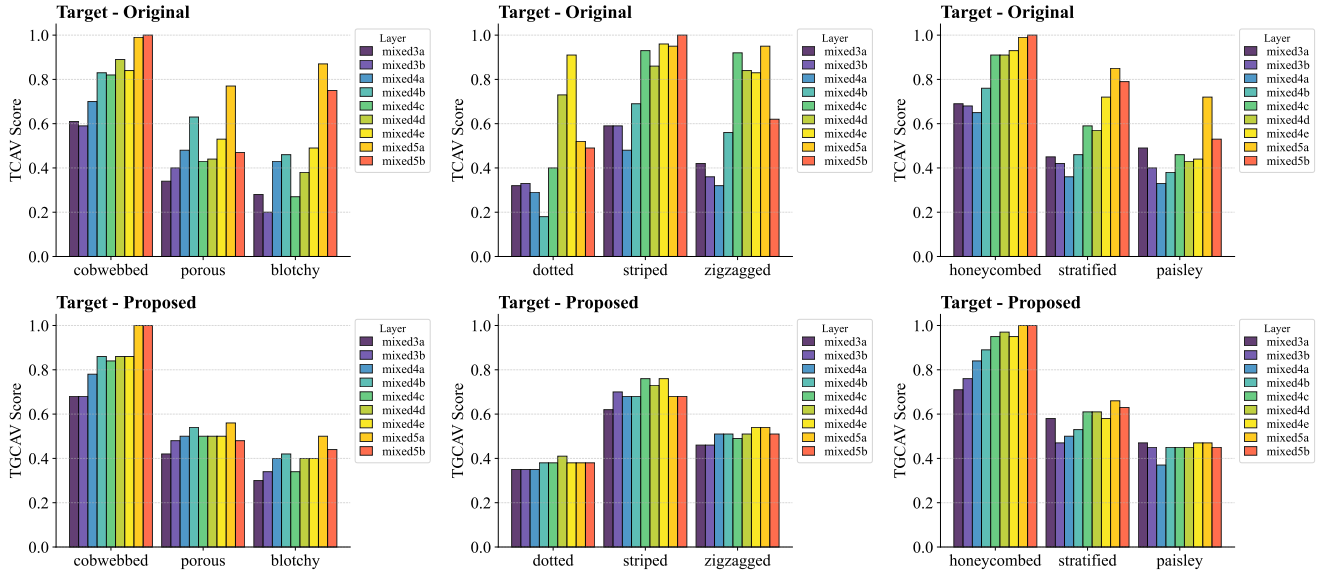 Target - Original
TCAV Score
1.0
0.8
0.6
0.4
0.2
0.0
cobwebbed porous blotchy
Layer
mixed3a
mixed3b
mixed4a
mixed4b
mixed4c
mixed4d
mixed4e
mixed5a
mixed5b
Target - Original
TCAV Score
1.0
0.8
0.6
0.4
0.2
0.0
dotted striped zigzagged
Layer
mixed3a
mixed3b
mixed4a
mixed4b
mixed4c
mixed4d
mixed4e
mixed5a
mixed5b
Target - Original
TCAV Score
1.0
0.8
0.6
0.4
0.2
0.0
honeycombed stratified paisley
Layer
mixed3a
mixed3b
mixed4a
mixed4b
mixed4c
mixed4d
mixed4e
mixed5a
mixed5b
Target - Proposed
TGCAV Score
1.0
0.8
0.6
0.4
0.2
0.0
cobwebbed porous blotchy
Layer
mixed3a
mixed3b
mixed4a
mixed4b
mixed4c
mixed4d
mixed4e
mixed5a
mixed5b
Target - Proposed
TGCAV Score
1.0
0.8
0.6
0.4
0.2
0.0
dotted striped zigzagged
Layer
mixed3a
mixed3b
mixed4a
mixed4b
mixed4c
mixed4d
mixed4e
mixed5a
mixed5b
Target - Proposed
TGCAV Score
1.0
0.8
0.6
0.4
0.2
0.0
honeycombed stratified paisley
Layer
mixed3a
mixed3b
mixed4a
mixed4b
mixed4c
mixed4d
mixed4e
mixed5a
mixed5b